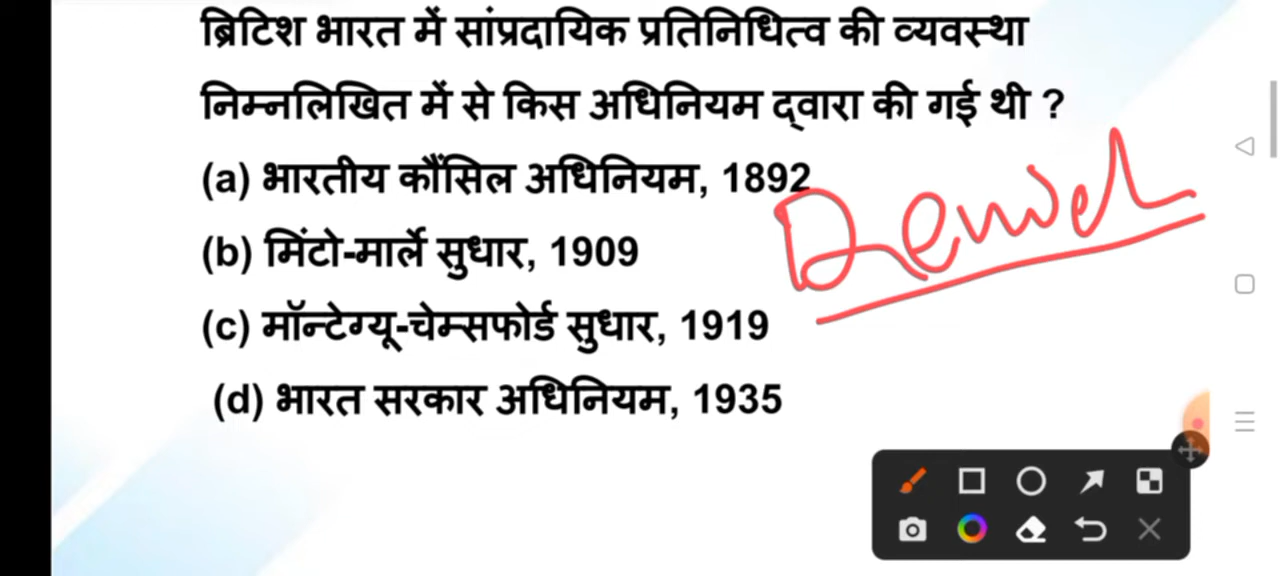 ब्रिटिश भारत में सांप्रदायिक प्रतिनिधित्व की व्यवस्था
निम्नलिखित में से किस अधिनियम द्वारा की गई थी ?
(a) भारतीय कौंसिल अधिनियम, 1892
(b) मिंटो-मार्ले सुधार, 1909
(c) मॉन्टेग्यू-चेम्सफोर्ड सुधार, 1919
(d) भारत सरकार अधिनियम, 1935